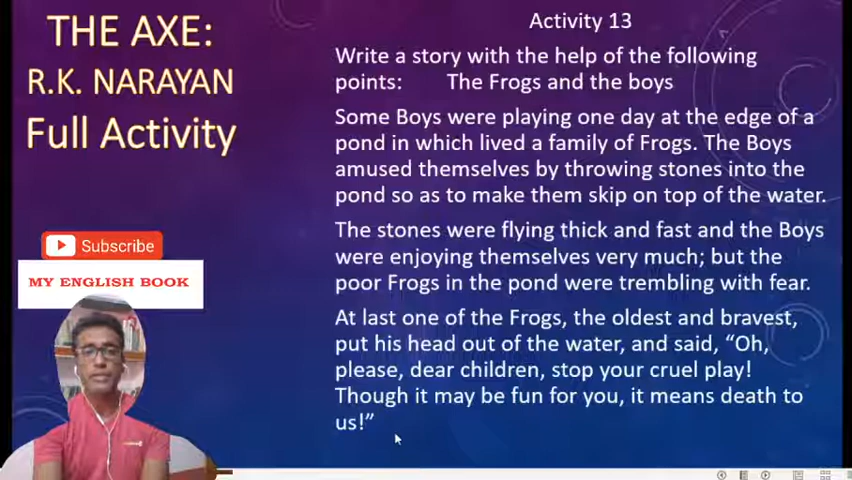 THE AXE:
R.K. NARAYAN
Full Activity
Subscribe
MY ENGLISH BOOK
Activity 13
Write a story with the help of the following
points: The Frogs and the boys
Some Boys were playing one day at the edge of a
pond in which lived a family of Frogs. The Boys
amused themselves by throwing stones into the
pond so as to make them skip on top of the water.
The stones were flying thick and fast and the Boys
were enjoying themselves very much; but the
poor Frogs in the pond were trembling with fear.
At last one of the Frogs, the oldest and bravest,
put his head out of the water, and said, “Oh,
please, dear children, stop your cruel play!
Though it may be fun for you, it means death to
us!”